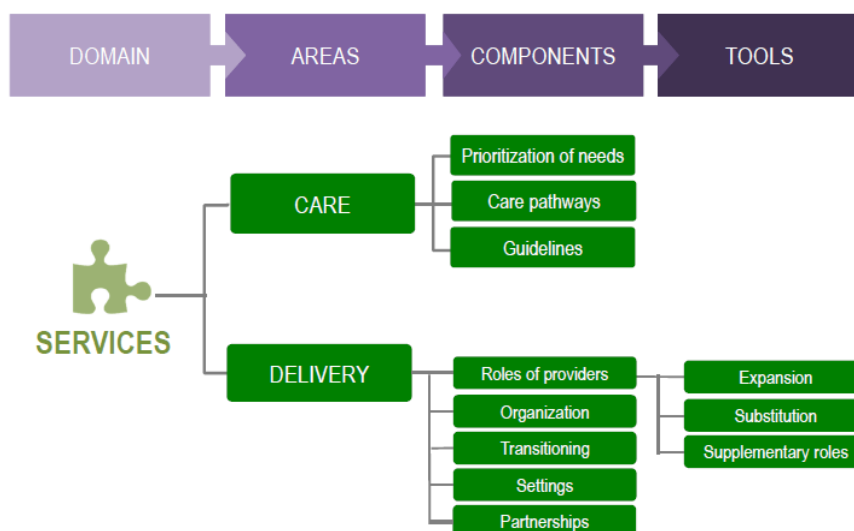 DOMAIN
AREAS
COMPONENTS
TOOLS
Prioritization of needs
CARE
Care pathways
Guidelines
SERVICES
DELIVERY
Roles of providers
Expansion
Organization
Substitution
Transitioning
Supplementary roles
Settings
Partnerships